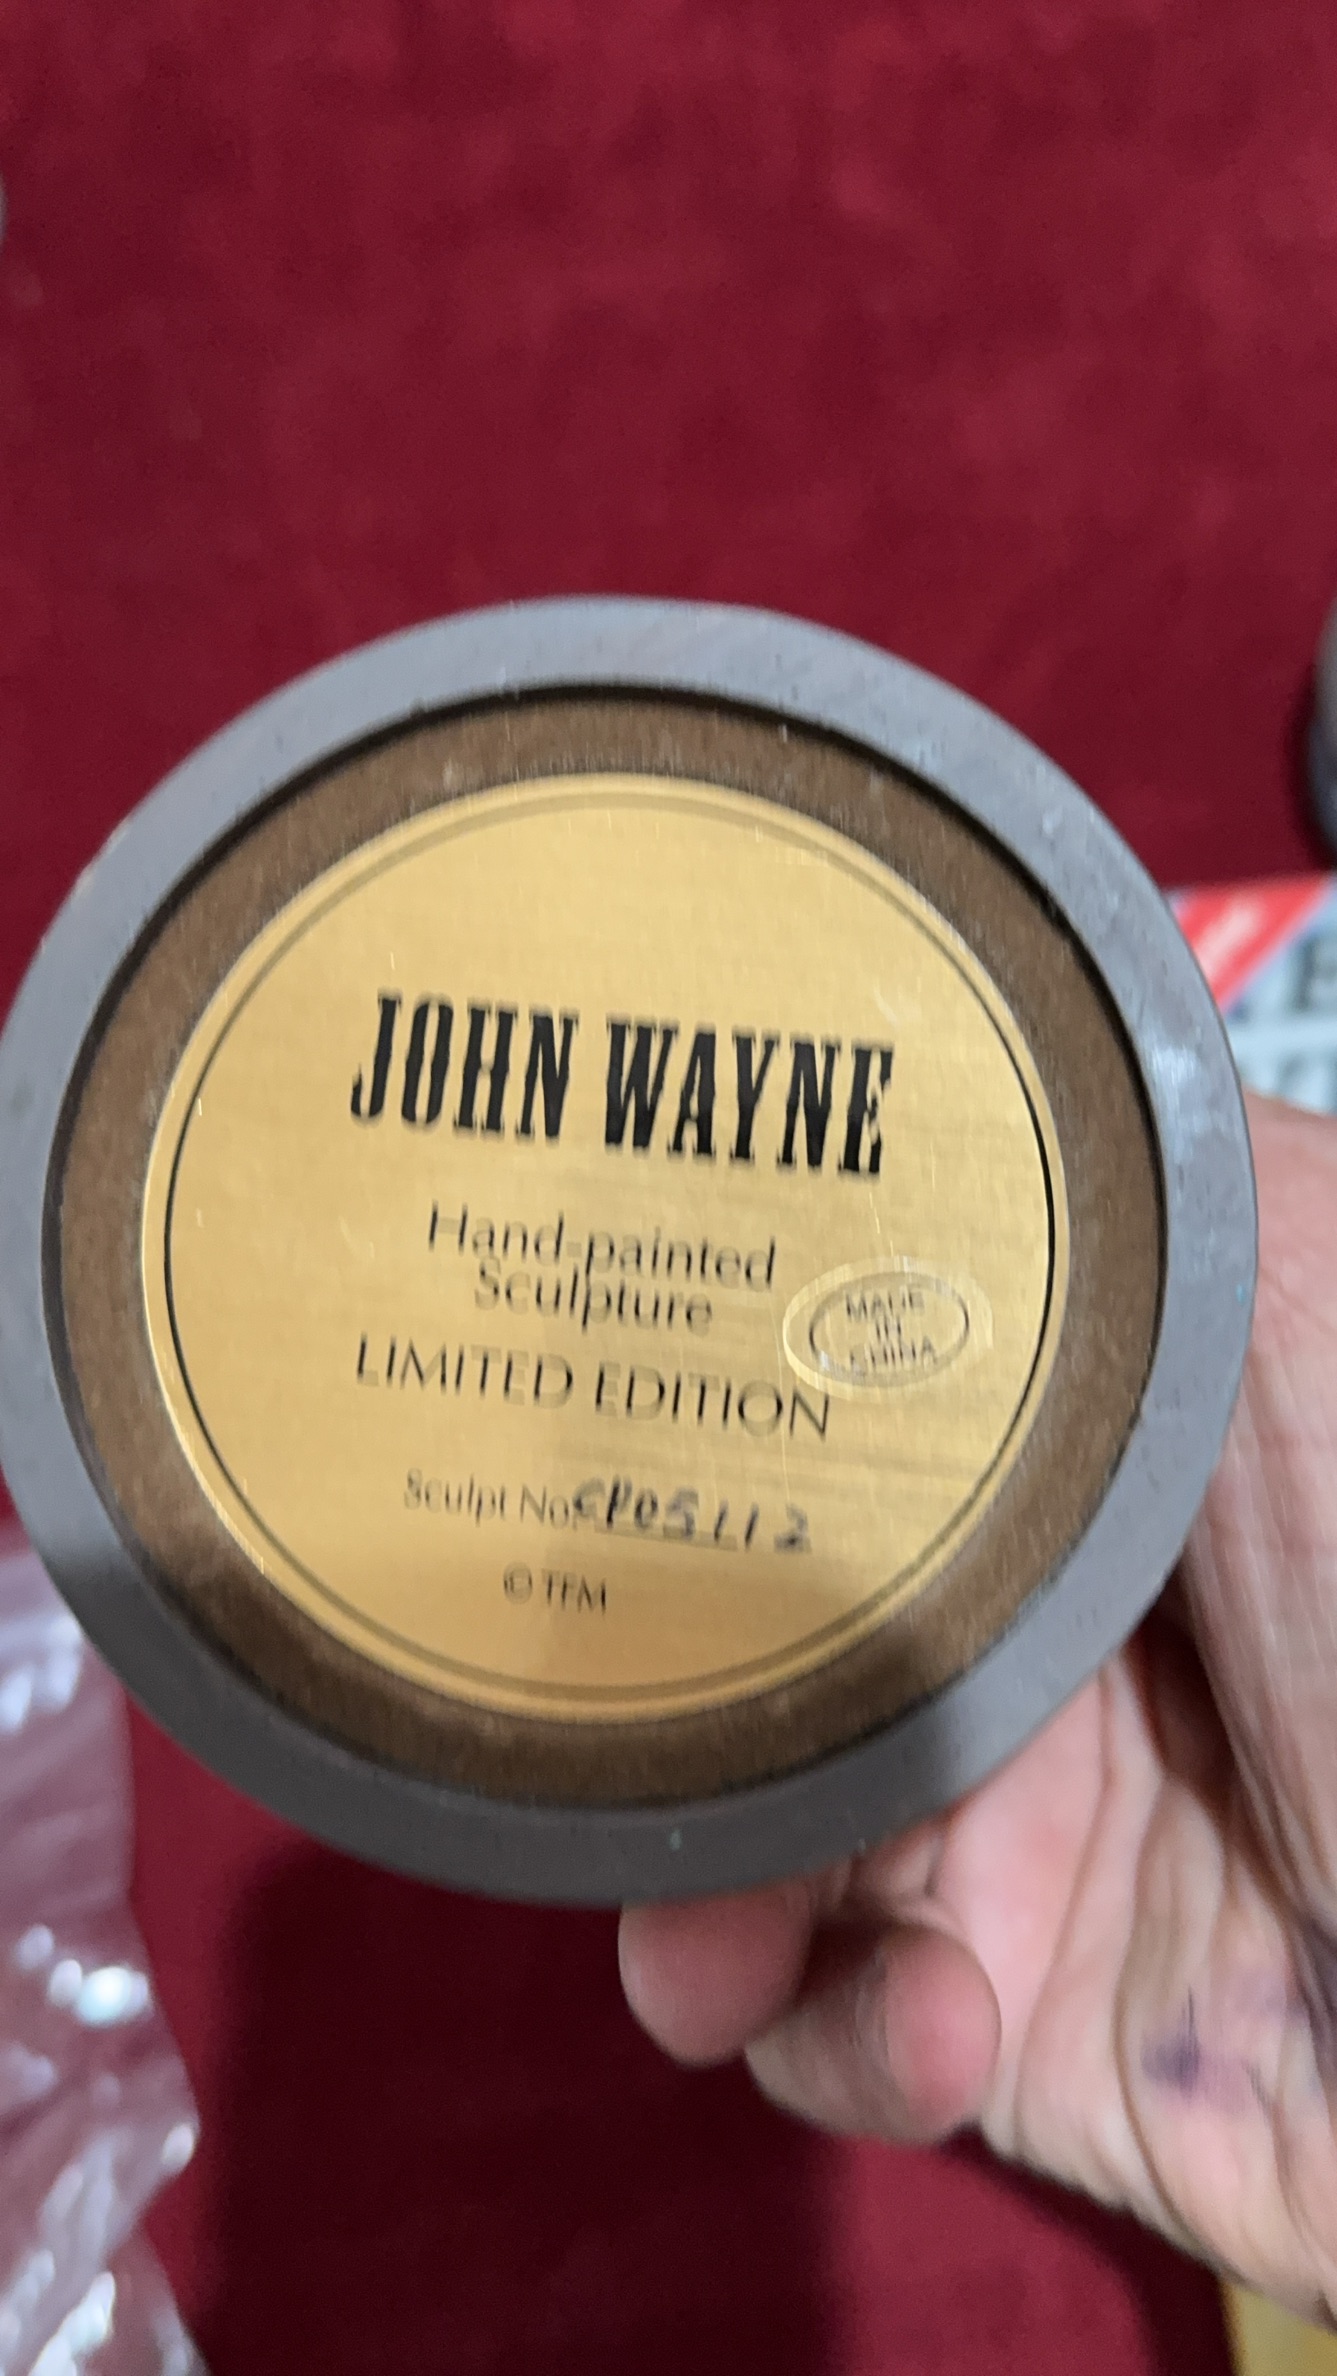 JOHN WAYNE
Hand-painted
Sculpture
LIMITED EDITION
MADE
IN
CHINA
Sculpt No. CP05112
© TFM